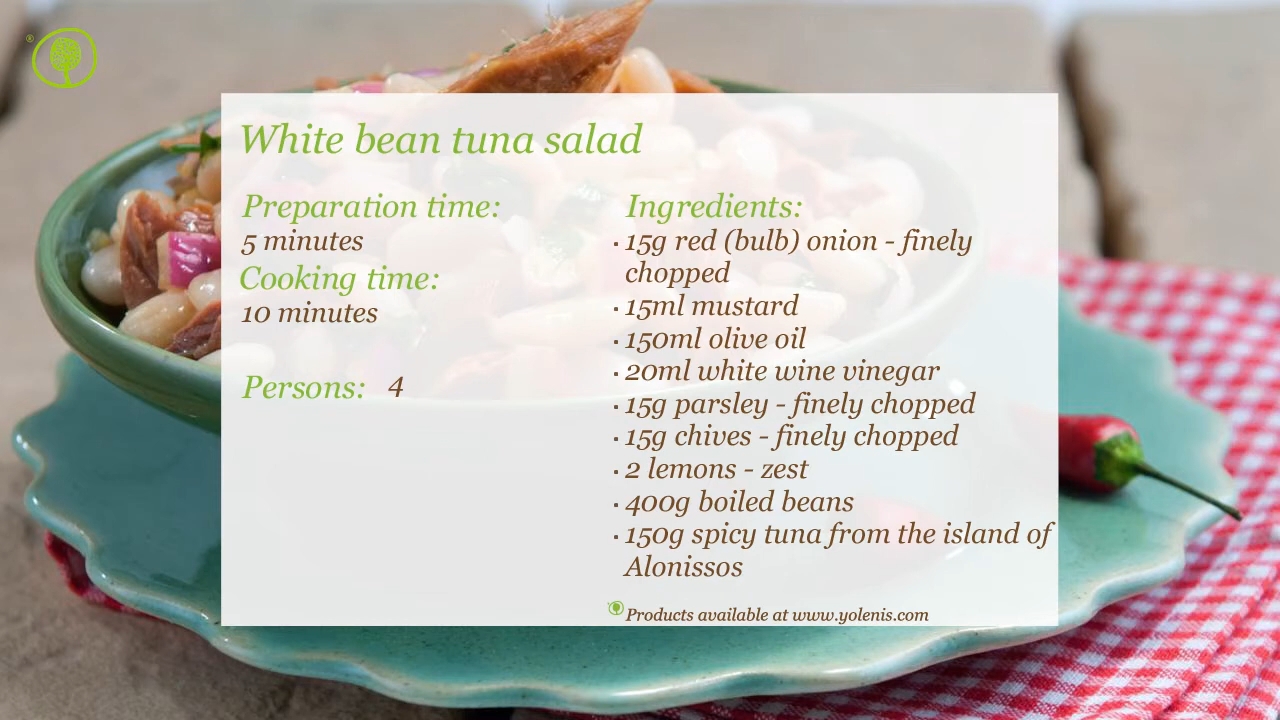 ®
White bean tuna salad
Preparation time:
5 minutes
Cooking time:
10 minutes
Persons: 4
Ingredients:
· 15g red (bulb) onion - finely
chopped
· 15ml mustard
· 150ml olive oil
· 20ml white wine vinegar
· 15g parsley - finely chopped
· 15g chives - finely chopped
· 2 lemons - zest
· 400g boiled beans
· 150g spicy tuna from the island of
Alonissos
Products available at www.yolenis.com